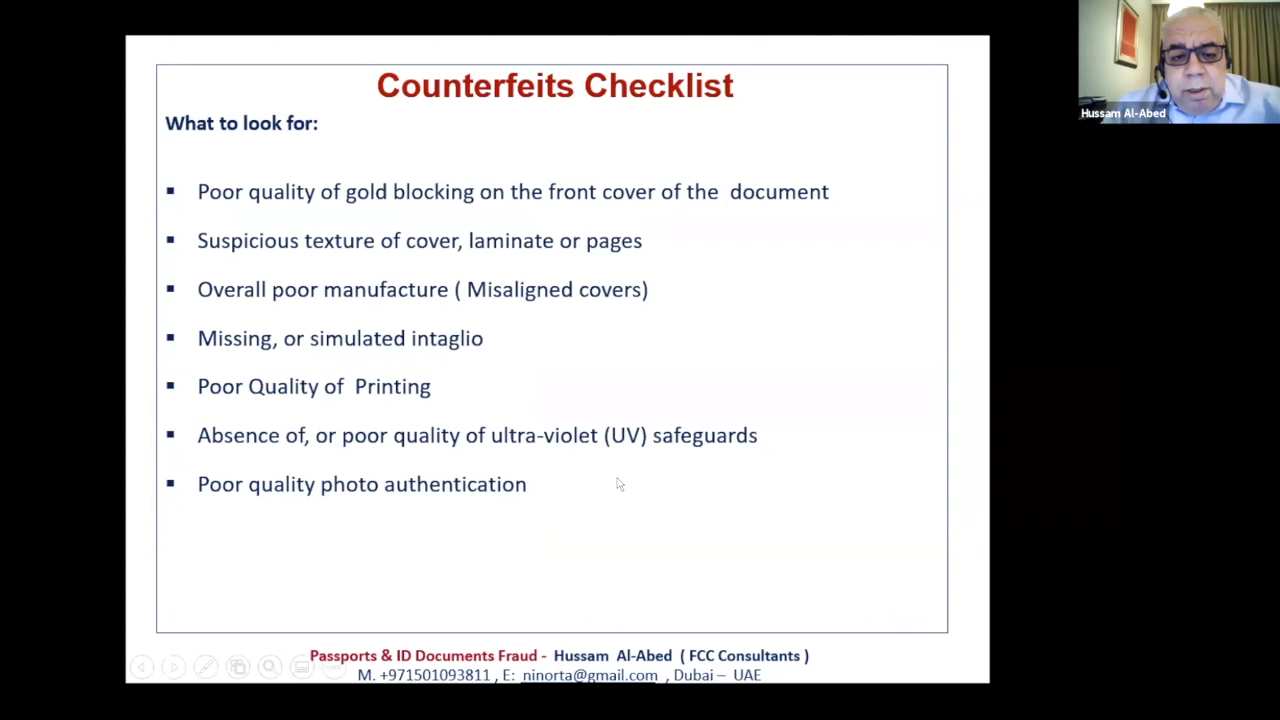 Counterfeits Checklist
Hussam Al-Abed
What to look for:
▪ Poor quality of gold blocking on the front cover of the document
▪ Suspicious texture of cover, laminate or pages
▪ Overall poor manufacture ( Misaligned covers)
▪ Missing, or simulated intaglio
▪ Poor Quality of Printing
▪ Absence of, or poor quality of ultra-violet (UV) safeguards
▪ Poor quality photo authentication
Passports & ID Documents Fraud - Hussam Al-Abed ( FCC Consultants )
M. +971501093811 , E: ninorta@gmail.com , Dubai – UAE